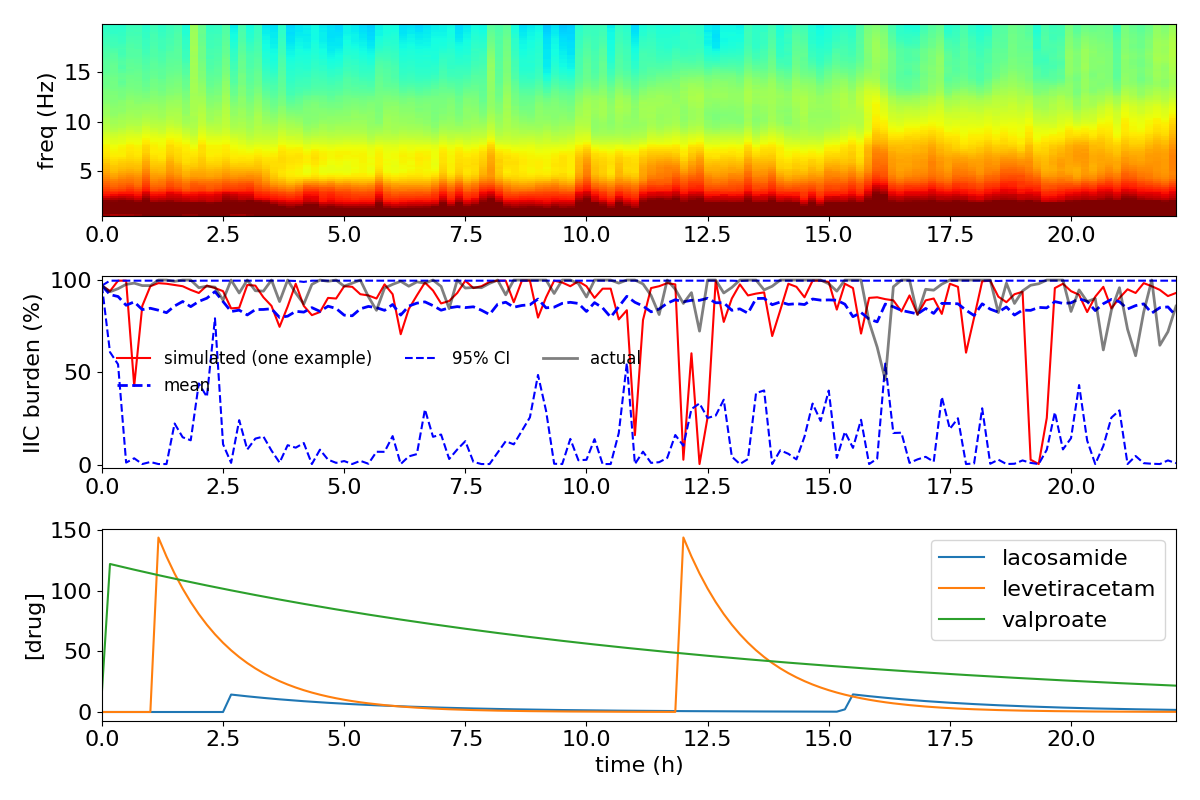 freq (Hz)
15
10
5
0.0 2.5 5.0 7.5 10.0 12.5 15.0 17.5 20.0
IIC burden (%)
100
50
0
simulated (one example) 95% CI actual
mean
0.0 2.5 5.0 7.5 10.0 12.5 15.0 17.5 20.0
[drug]
150
100
50
0
lacosamide
levetiracetam
valproate
0.0 2.5 5.0 7.5 10.0 12.5 15.0 17.5 20.0
time (h)